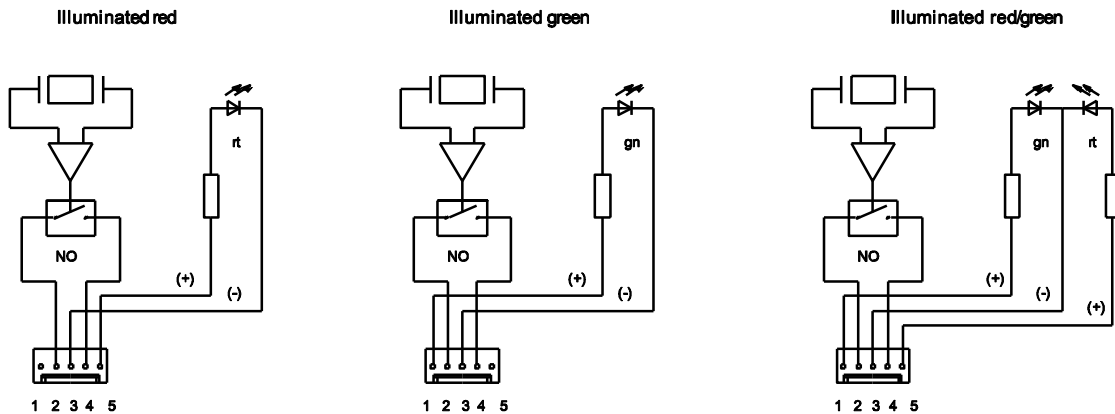 Illuminated red
Illuminated green
Illuminated red/green
rt
gn
gn
rt
NO
NO
NO
(+)
(-)
(+)
(-)
(+)
(-)
(+)
1 2 3 4 5
1 2 3 4 5
1 2 3 4 5